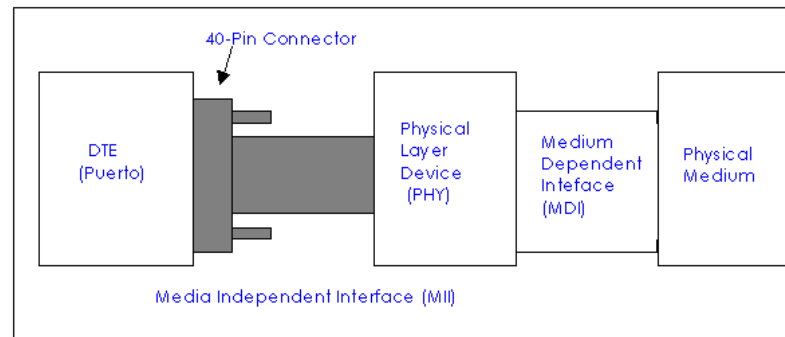 40-Pin Connector
DTE
(Puerto)
Physical
Layer
Device
(PHY)
Medium
Dependent
Inteface
(MDI)
Physical
Medium
Media Independent Interface (MII)